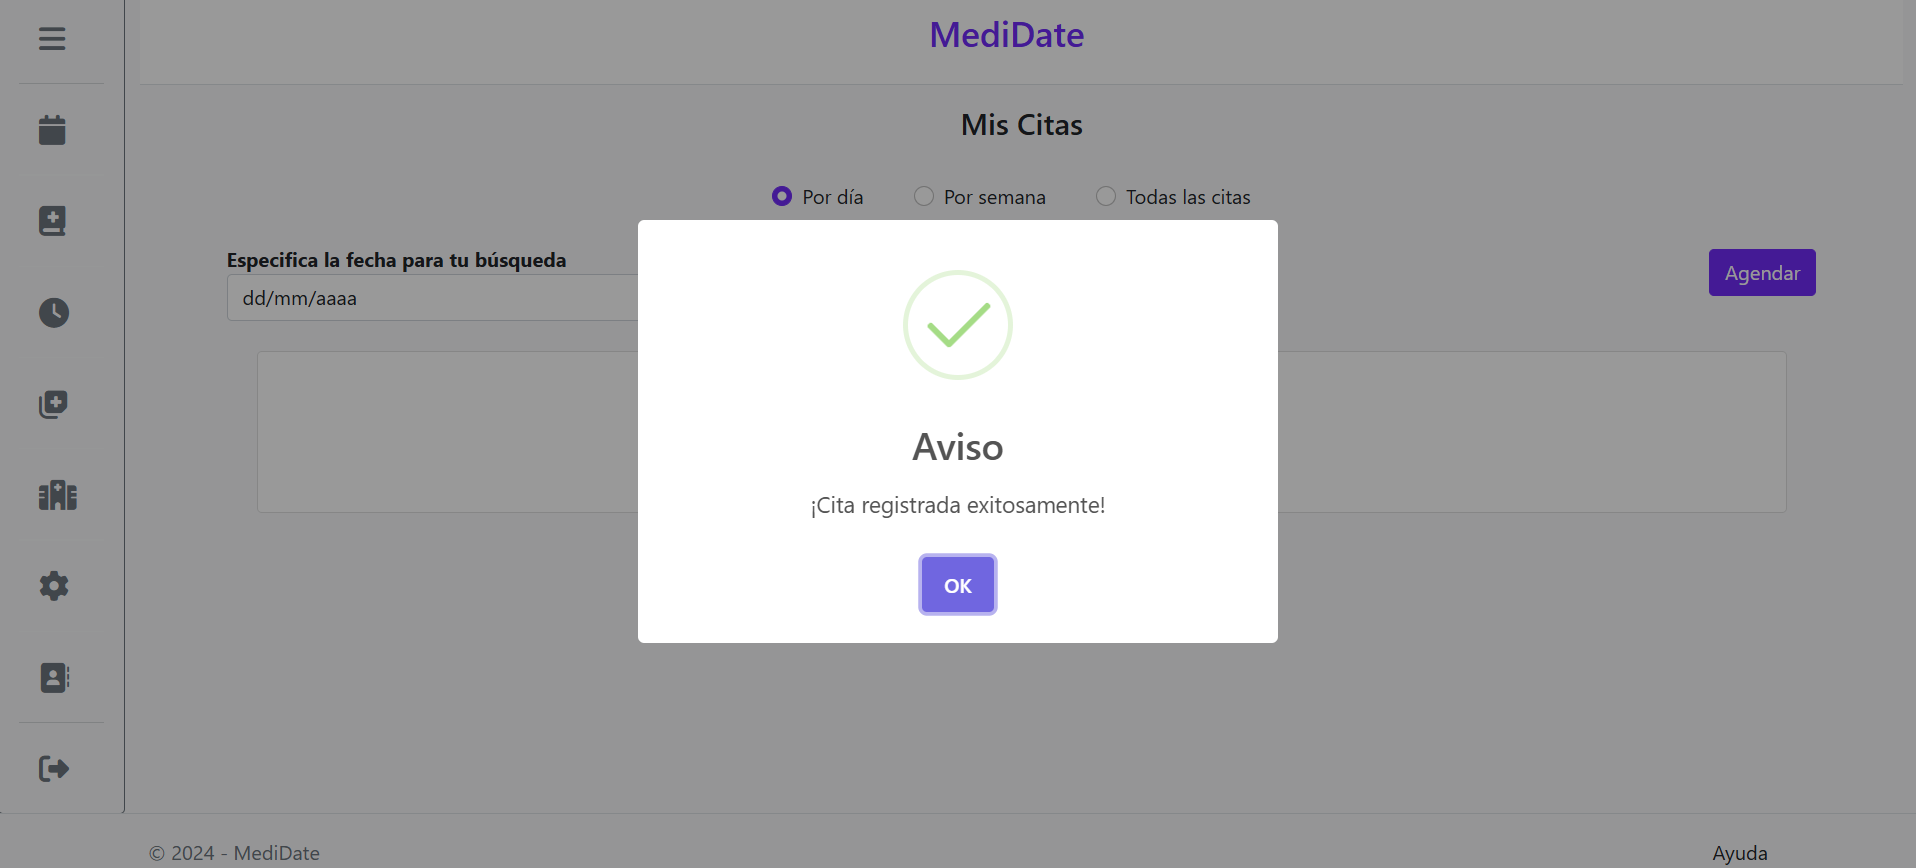 MediDate
Mis Citas
Por día Por semana Todas las citas
Especifica la fecha para tu búsqueda
Agendar
dd/mm/aaaa
Aviso
¡Cita registrada exitosamente!
OK
© 2024 - MediDate
Ayuda